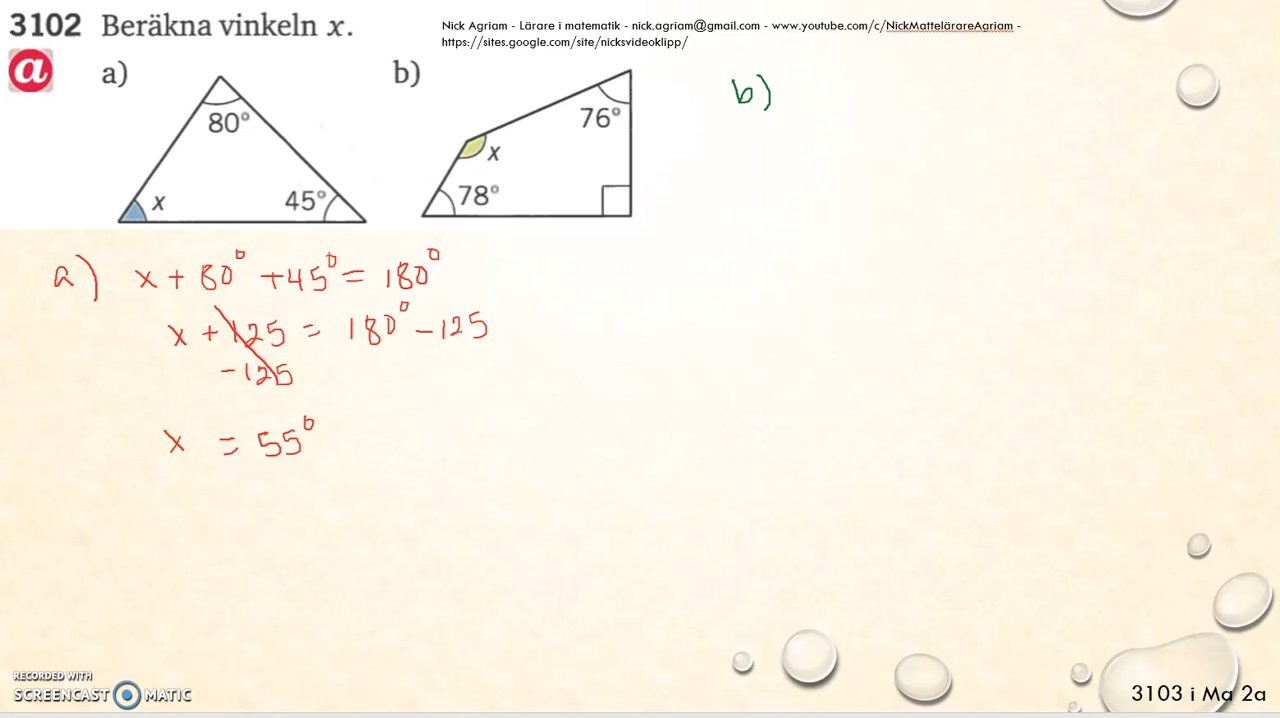 3102 Beräkna vinkeln x.
Nick Agriam - Lärare i matematik - nick.agriam@gmail.com - www.youtube.com/c/NickMattelärareAgriam -
https://sites.google.com/site/nicksvideoklipp/
a
a)
80°
x
45°
b)
76°
x
78°
b)
a) x + 80° + 45° = 180°
x + 125 = 180° - 125
- 125
x = 55°
RECORDED WITH
SCREENCAST MATIC
3103 i Ma 2a